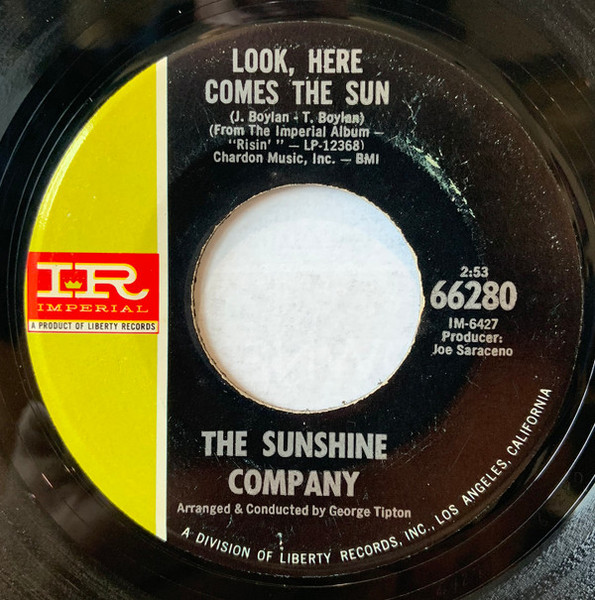 LOOK, HERE
COMES THE SUN
(J. Boylan - T. Boylan)
(From The Imperial Album –
"Risin' " – LP-12368)
Chardon Music, Inc. – BMI
IR
IMPERIAL
A PRODUCT OF LIBERTY RECORDS
2:53
66280
IM-6427
Producer:
Joe Saraceno
THE SUNSHINE
COMPANY
Arranged & Conducted by George Tipton
A DIVISION OF LIBERTY RECORDS, INC., LOS ANGELES, CALIFORNIA